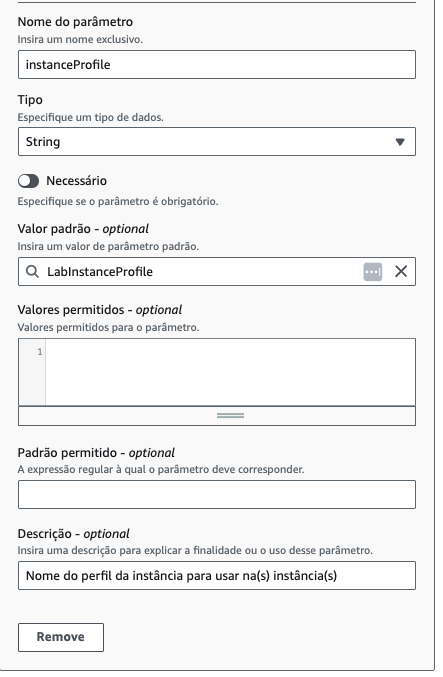 Nome do parâmetro
Insira um nome exclusivo.
instanceProfile
Tipo
Especifique um tipo de dados.
String
Necessário
Especifique se o parâmetro é obrigatório.
Valor padrão - optional
Insira um valor de parâmetro padrão.
LabInstanceProfile
Valores permitidos - optional
Valores permitidos para o parâmetro.
1
Padrão permitido - optional
A expressão regular à qual o parâmetro deve corresponder.
Descrição - optional
Insira uma descrição para explicar a finalidade ou o uso desse parâmetro.
Nome do perfil da instância para usar na(s) instância(s)
Remove